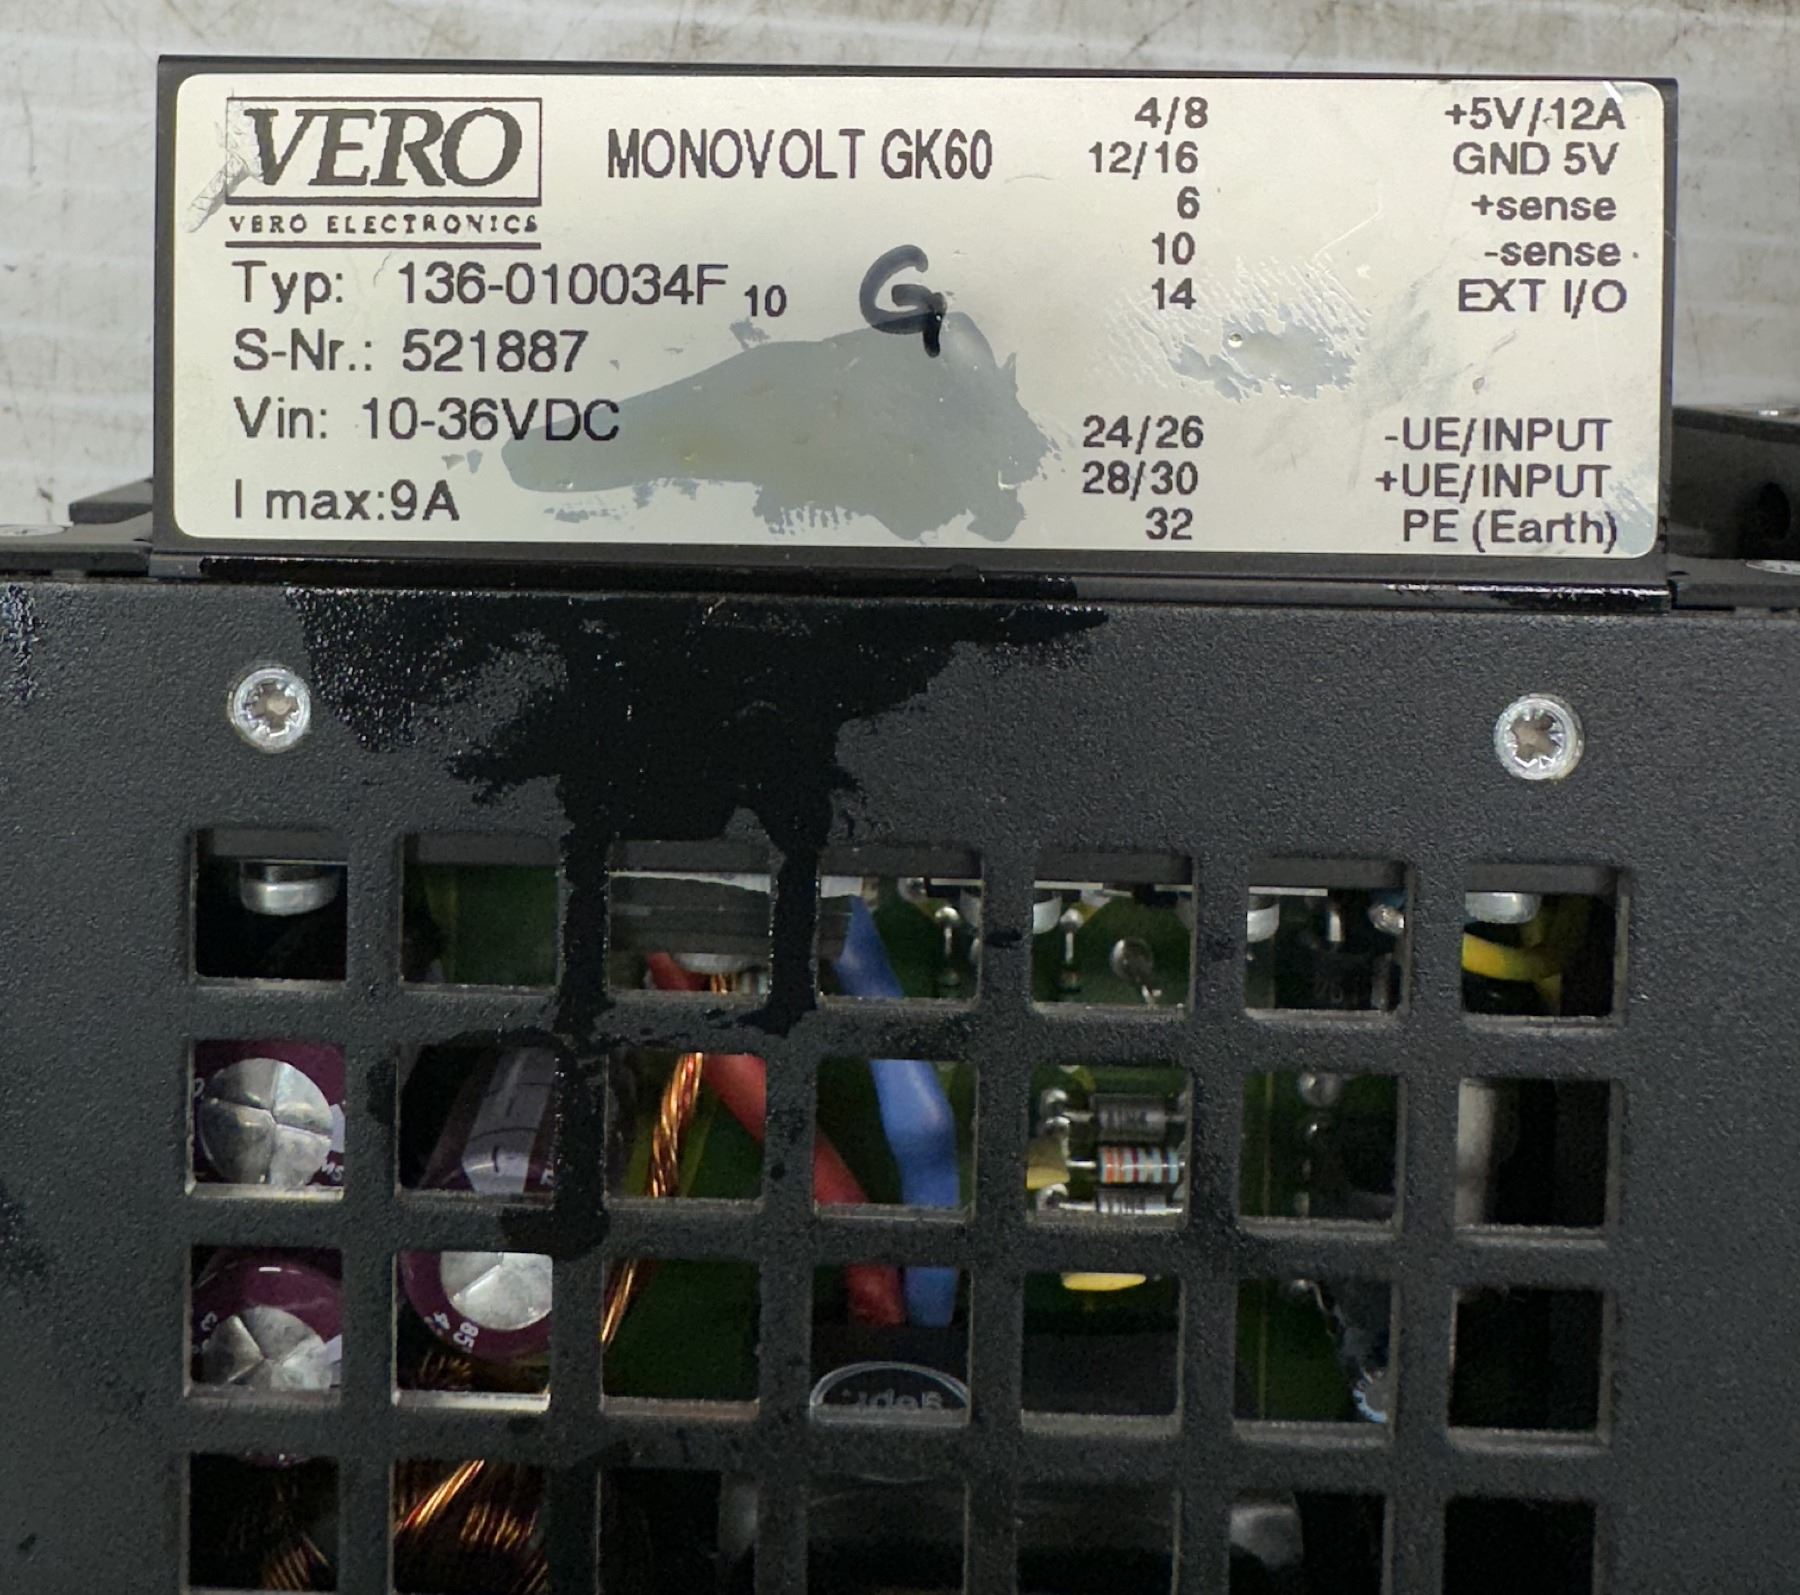 VERO
VERO ELECTRONICS
MONOVOLT GK60
Typ: 136-010034F 10
S-Nr.: 521887
Vin: 10-36VDC
I max:9A
G
4/8 +5V/12A
12/16 GND 5V
6 +sense
10 -sense
14 EXT I/O
24/26 -UE/INPUT
28/30 +UE/INPUT
32 PE (Earth)
85